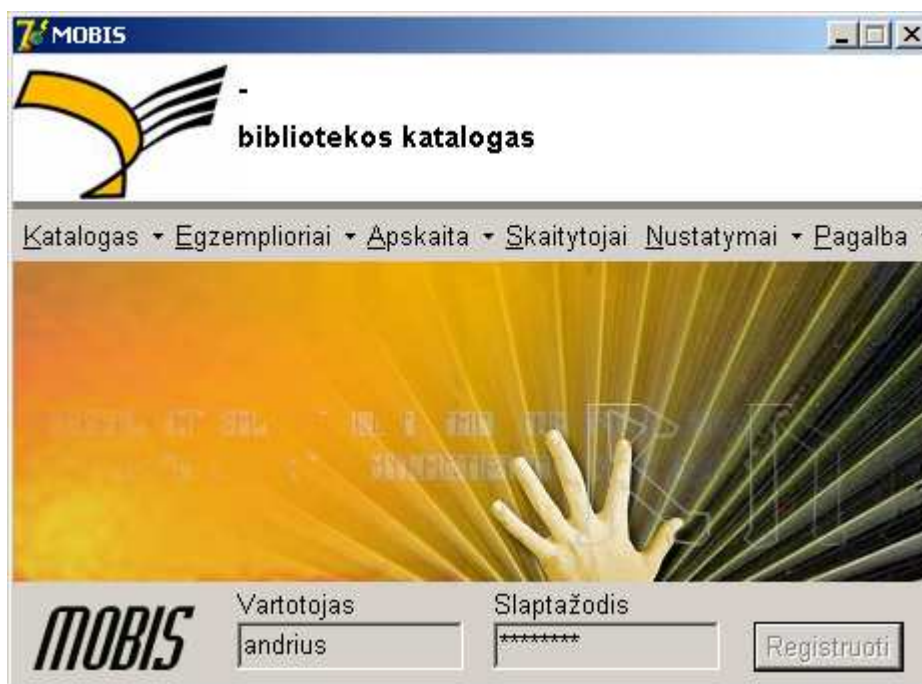 MOBIS
-
bibliotekos katalogas
Katalogas Egzemplioriai Apskaita Skaitytojai Nustatymai Pagalba
MOBIS
Vartotojas Slaptažodis
andrius ******** Registruoti